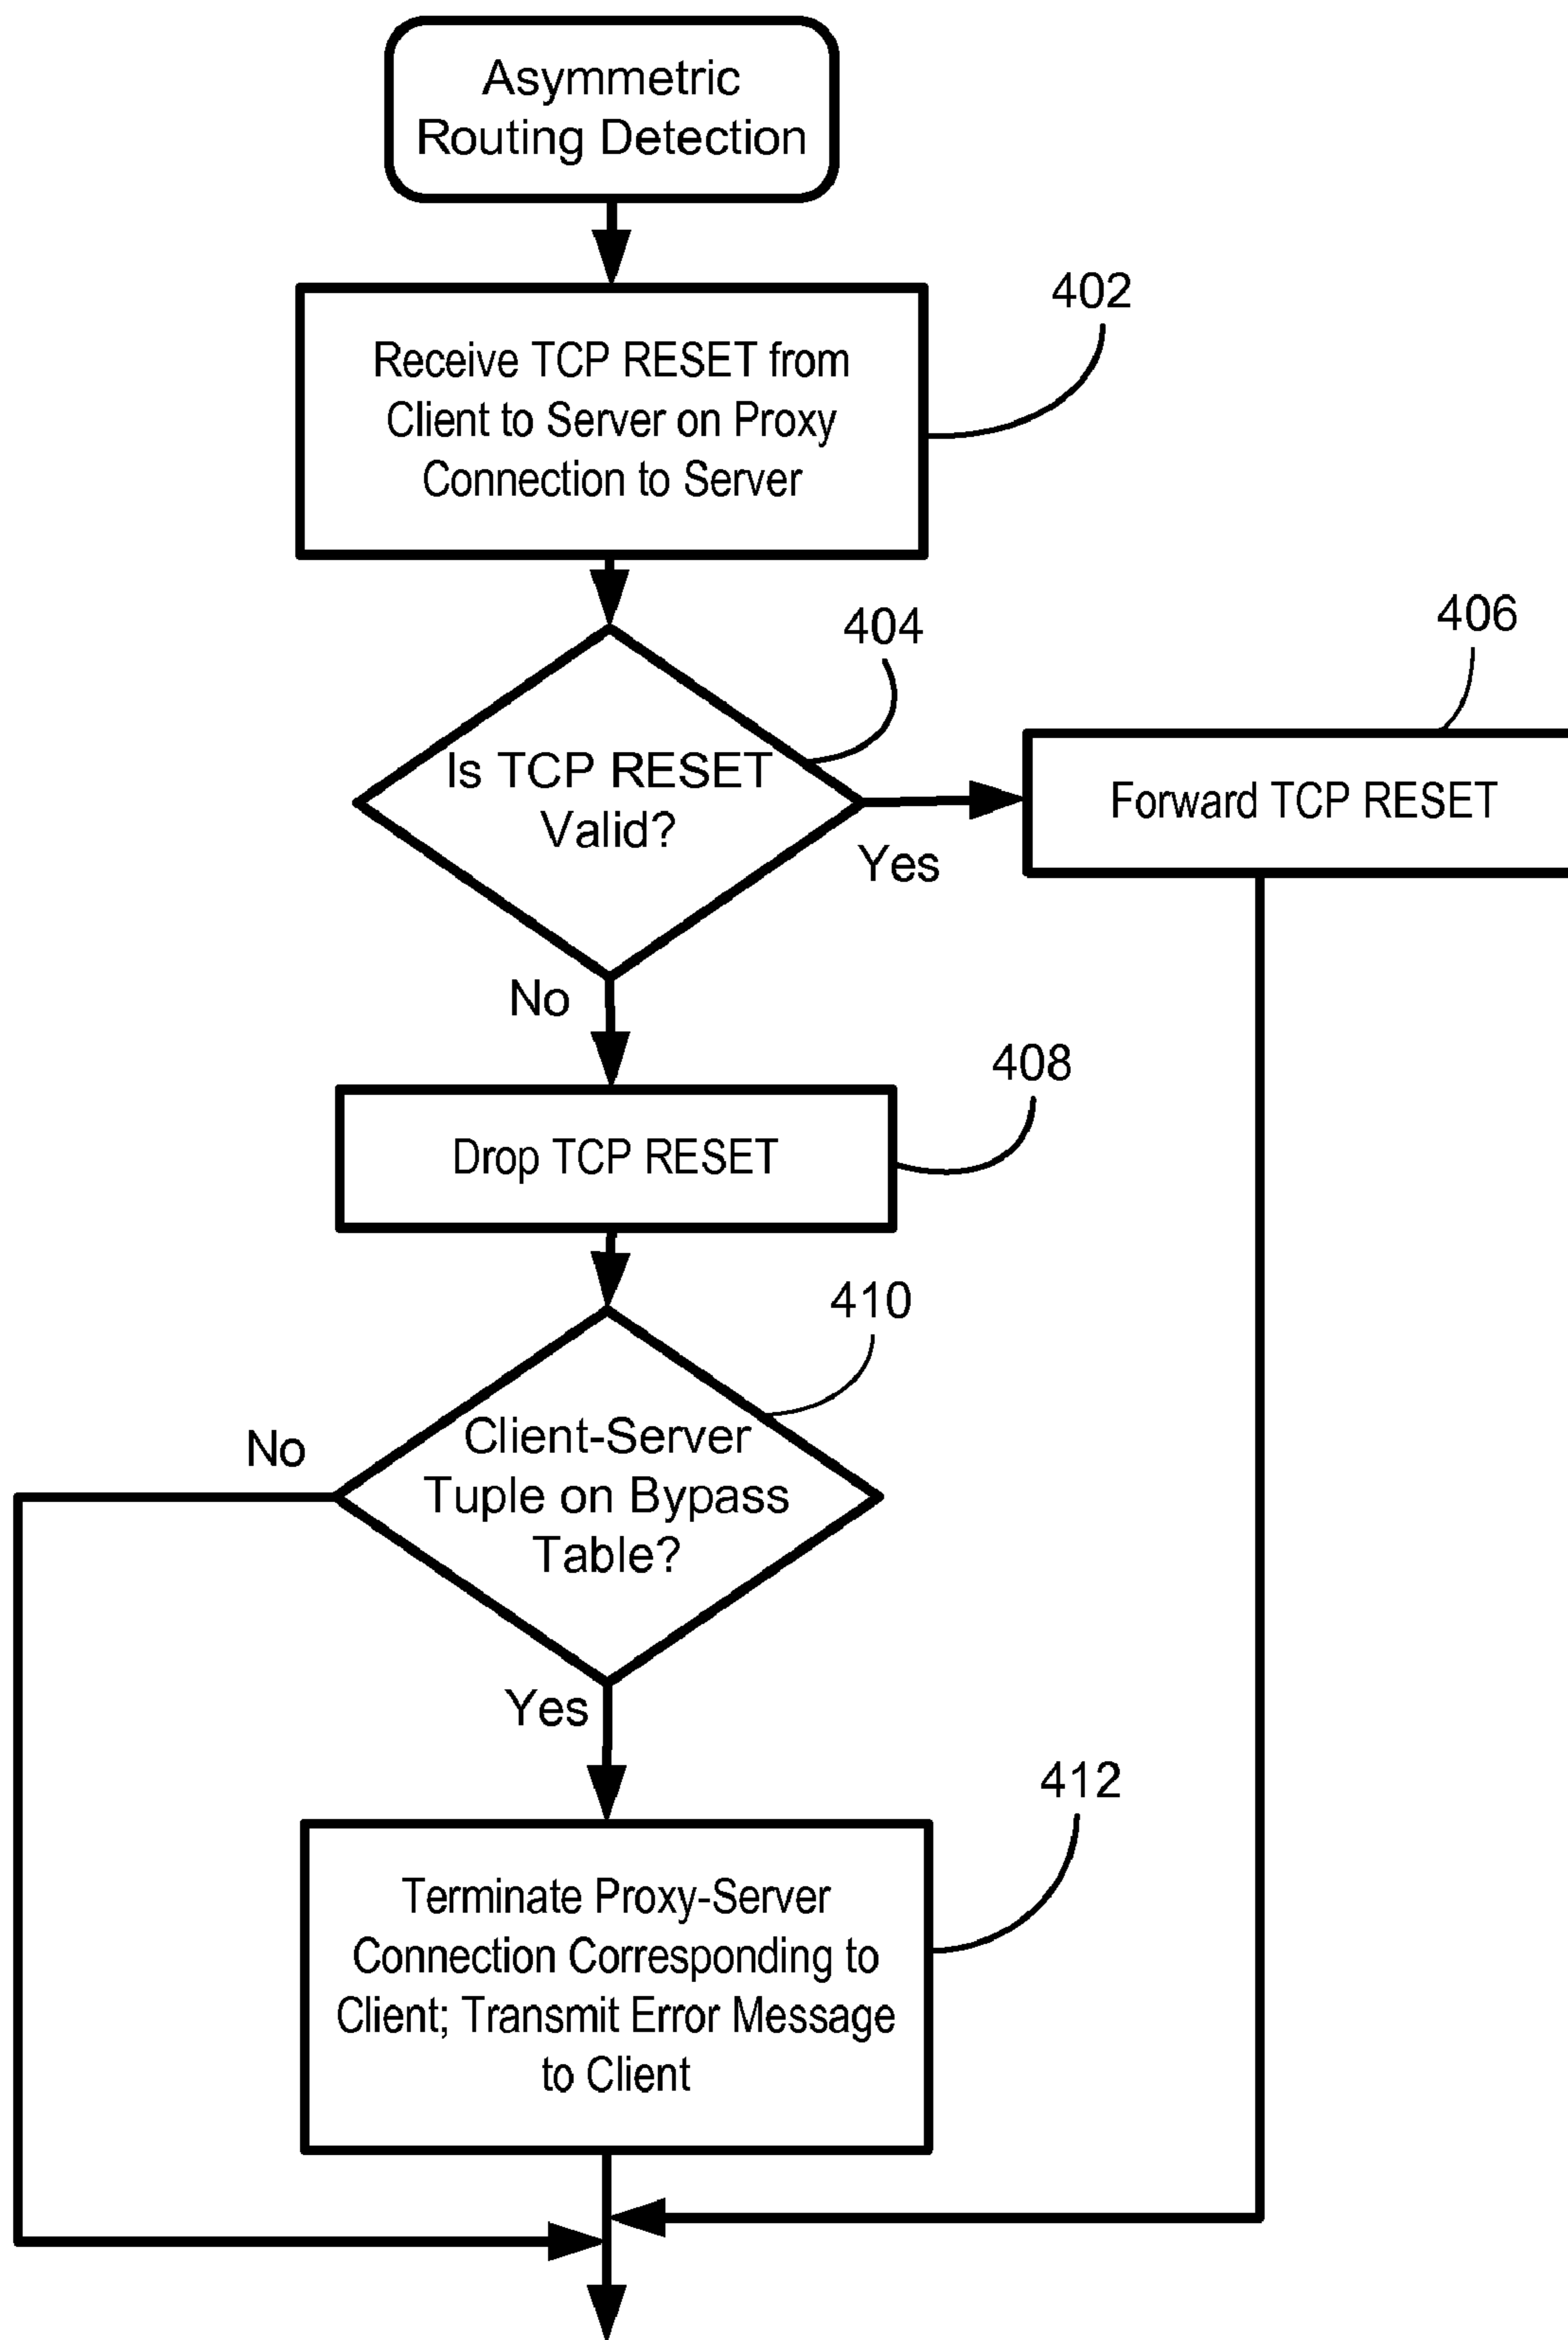 Asymmetric
Routing Detection
402
Receive TCP RESET from
Client to Server on Proxy
Connection to Server
404
406
Is TCP RESET
Valid?
Forward TCP RESET
Yes
No
408
Drop TCP RESET
410
Client-Server
Tuple on Bypass
Table?
No
Yes
412
Terminate Proxy-Server
Connection Corresponding to
Client; Transmit Error Message
to Client